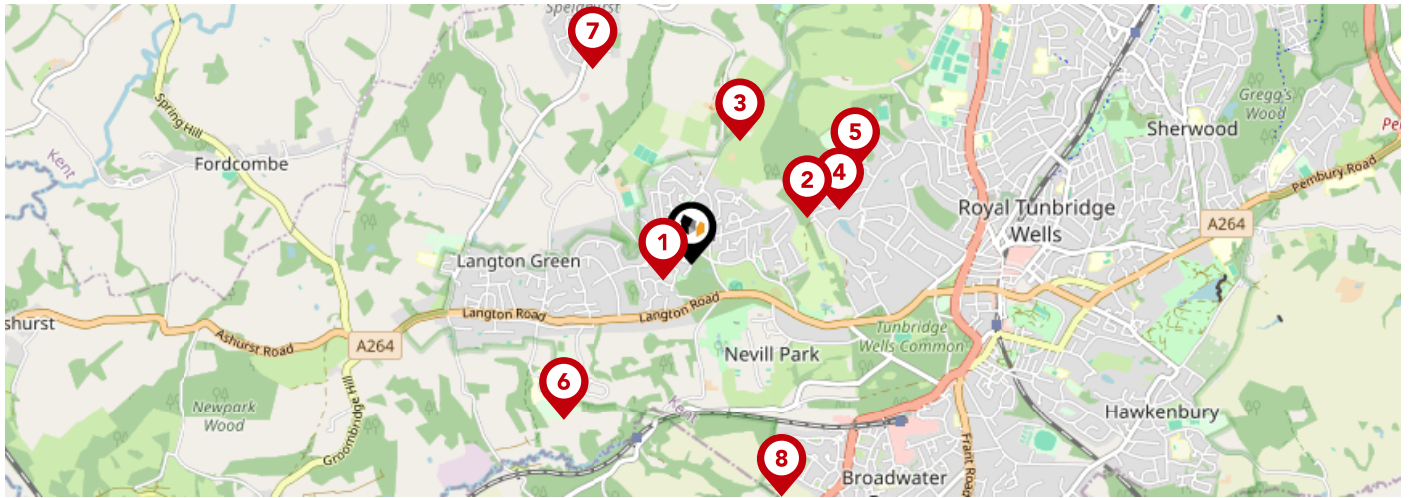 Speldhurst
7
3
5
Gregg's
Wood
Sherwood
Spring Hill
Fordcombe
Kent
2
4
Pembury Road
Royal Tunbridge
Wells
A264
1
Langton Green
Langton Road
Langton Road
shurst
Ashurst Road
A264
Tunbridge
Wells Common
Nevill Park
6
Newpark
Wood
Groombridge Hill
Kent
Hawkenbury
8
Broadwater
Frant Road